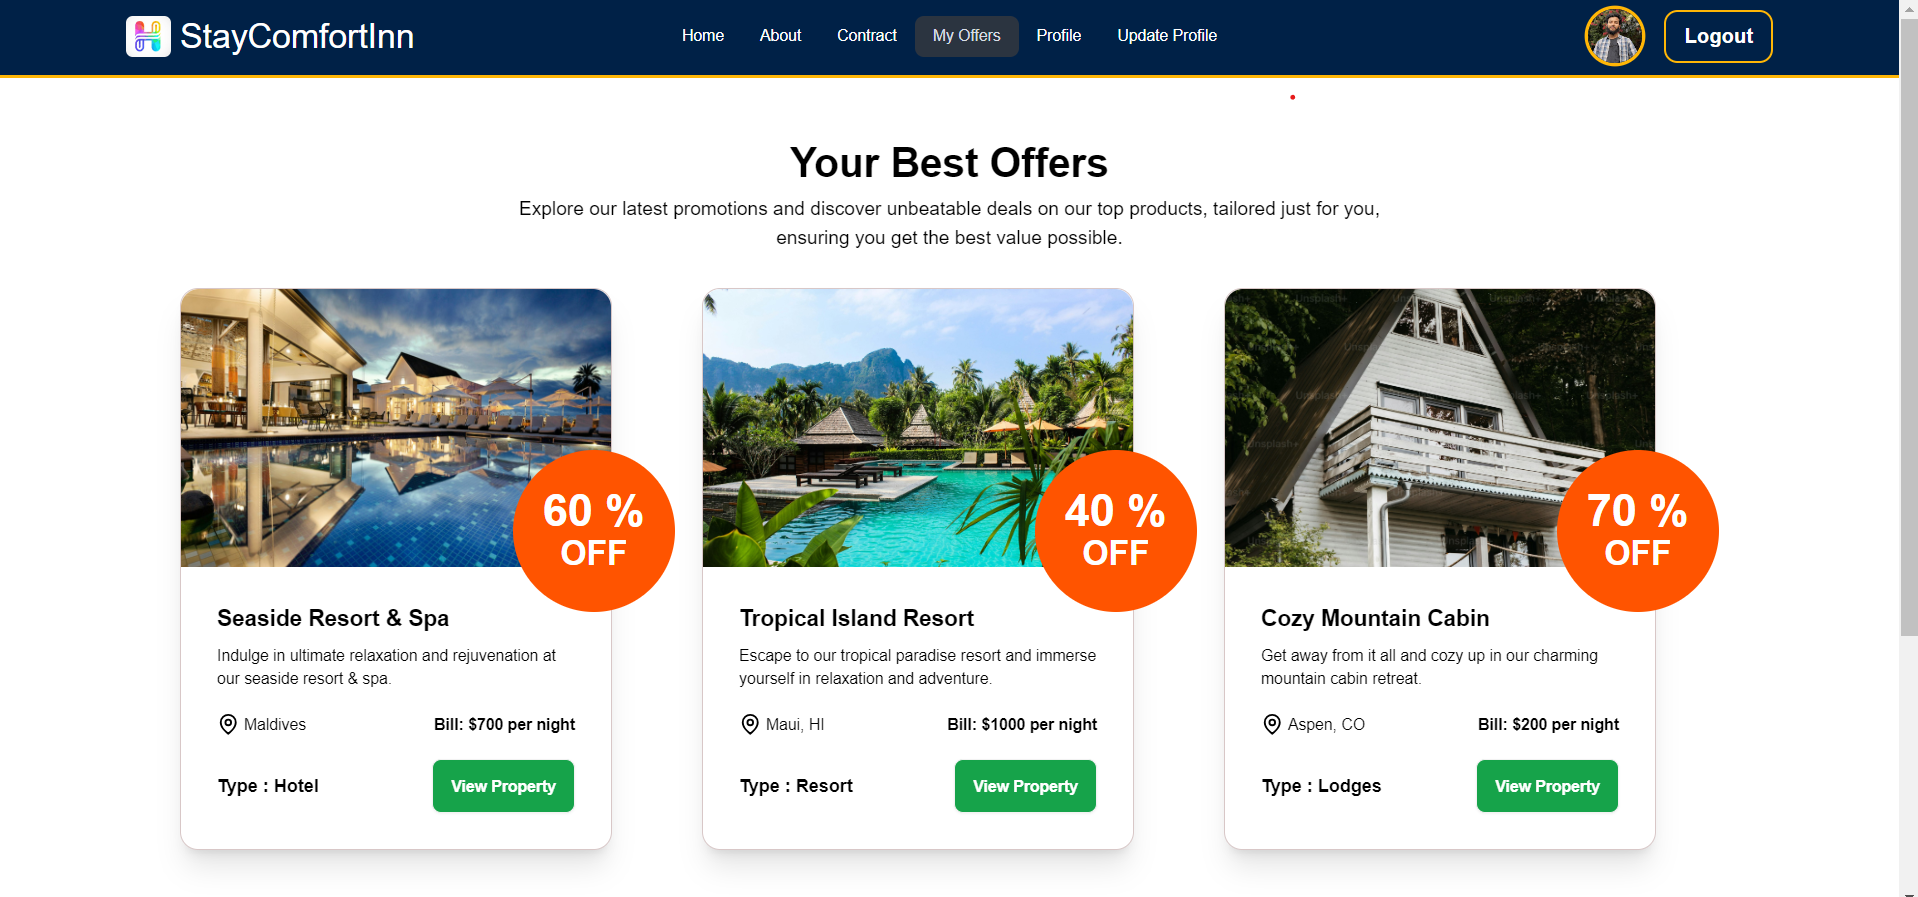 StayComfortInn
Home
About
Contract
My Offers
Profile
Update Profile
Logout
Your Best Offers
Explore our latest promotions and discover unbeatable deals on our top products, tailored just for you,
ensuring you get the best value possible.
60 %
OFF
Seaside Resort & Spa
Indulge in ultimate relaxation and rejuvenation at
our seaside resort & spa.
Maldives
Bill: $700 per night
Type : Hotel
View Property
40 %
OFF
Tropical Island Resort
Escape to our tropical paradise resort and immerse
yourself in relaxation and adventure.
Maui, HI
Bill: $1000 per night
Type : Resort
View Property
Unsplash+
70 %
OFF
Cozy Mountain Cabin
Get away from it all and cozy up in our charming
mountain cabin retreat.
Aspen, CO
Bill: $200 per night
Type : Lodges
View Property